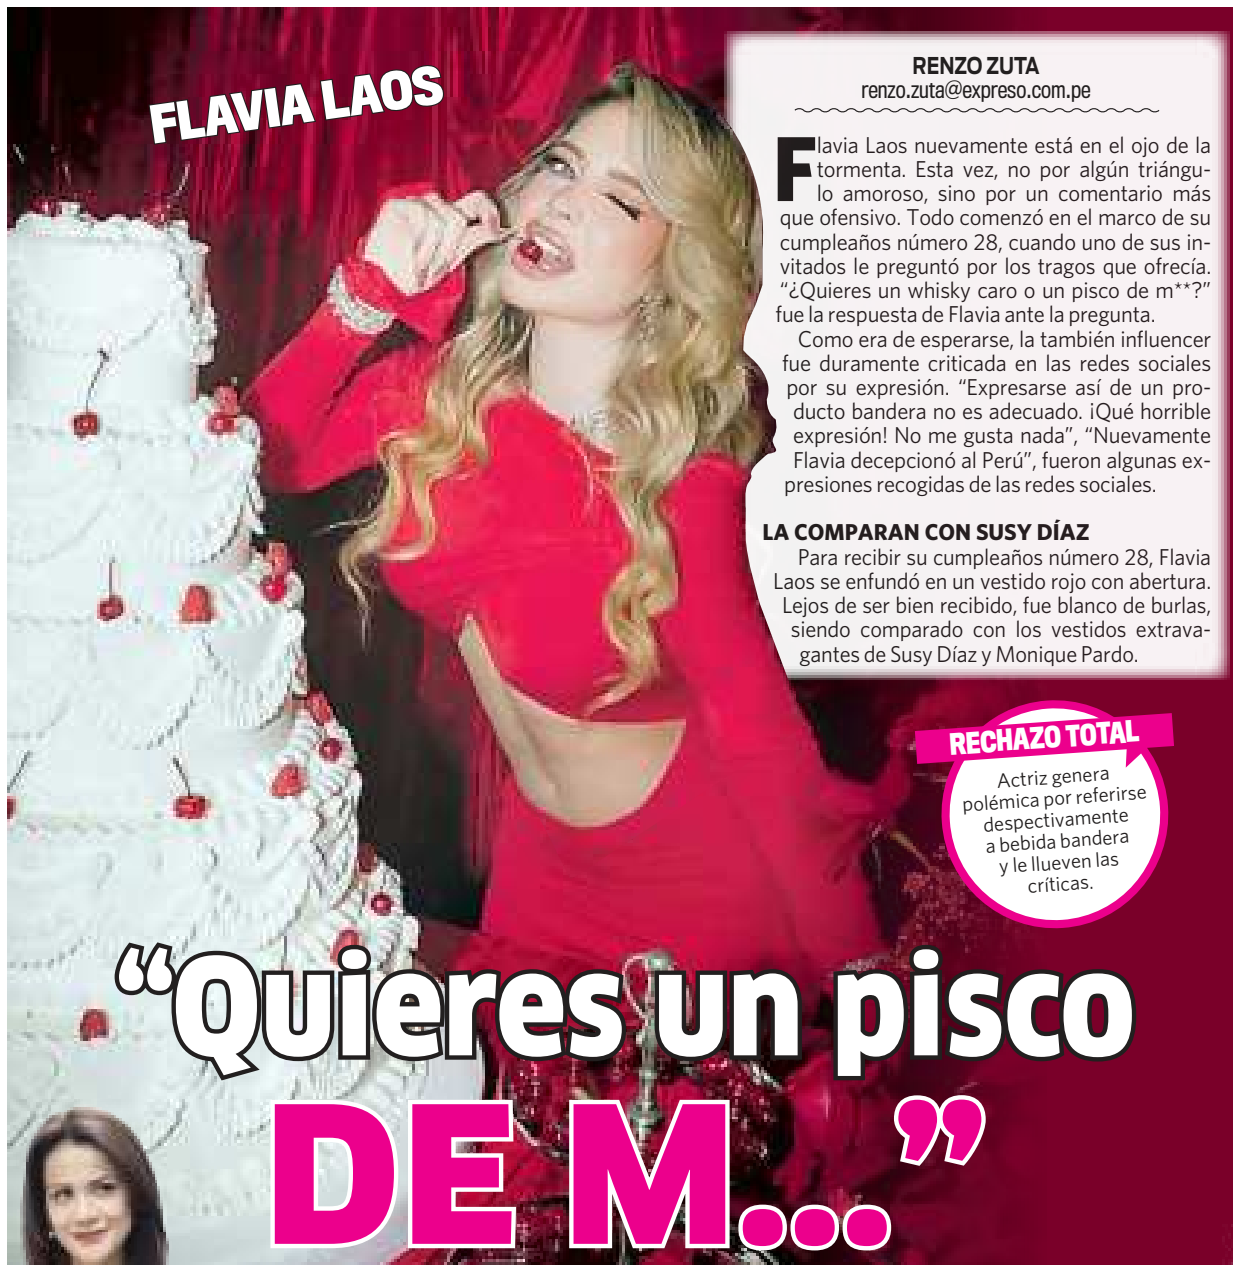 FLAVIA LAOS
RENZO ZUTA
renzo.zuta@expreso.com.pe
Flavia Laos nuevamente está en el ojo de la
tormenta. Esta vez, no por algún triángu-
lo amoroso, sino por un comentario más
que ofensivo. Todo comenzó en el marco de su
cumpleaños número 28, cuando uno de sus in-
vitados le preguntó por los tragos que ofrecía.
“¿Quieres un whisky caro o un pisco de m**?”
fue la respuesta de Flavia ante la pregunta.
Como era de esperarse, la también influencer
fue duramente criticada en las redes sociales
por su expresión. “Expresarse así de un pro-
ducto bandera no es adecuado. ¡Qué horrible
expresión! No me gusta nada”, “Nuevamente
Flavia decepcionó al Perú”, fueron algunas ex-
presiones recogidas de las redes sociales.
LA COMPARAN CON SUSY DÍAZ
Para recibir su cumpleaños número 28, Flavia
Laos se enfundó en un vestido rojo con abertura.
Lejos de ser bien recibido, fue blanco de burlas,
siendo comparado con los vestidos extrava-
gantes de Susy Díaz y Monique Pardo.
RECHAZO TOTAL
Actriz genera
polémica por referirse
despectivamente
a bebida bandera
y le llueven las
críticas.
“Quieres un pisco
DE M...”